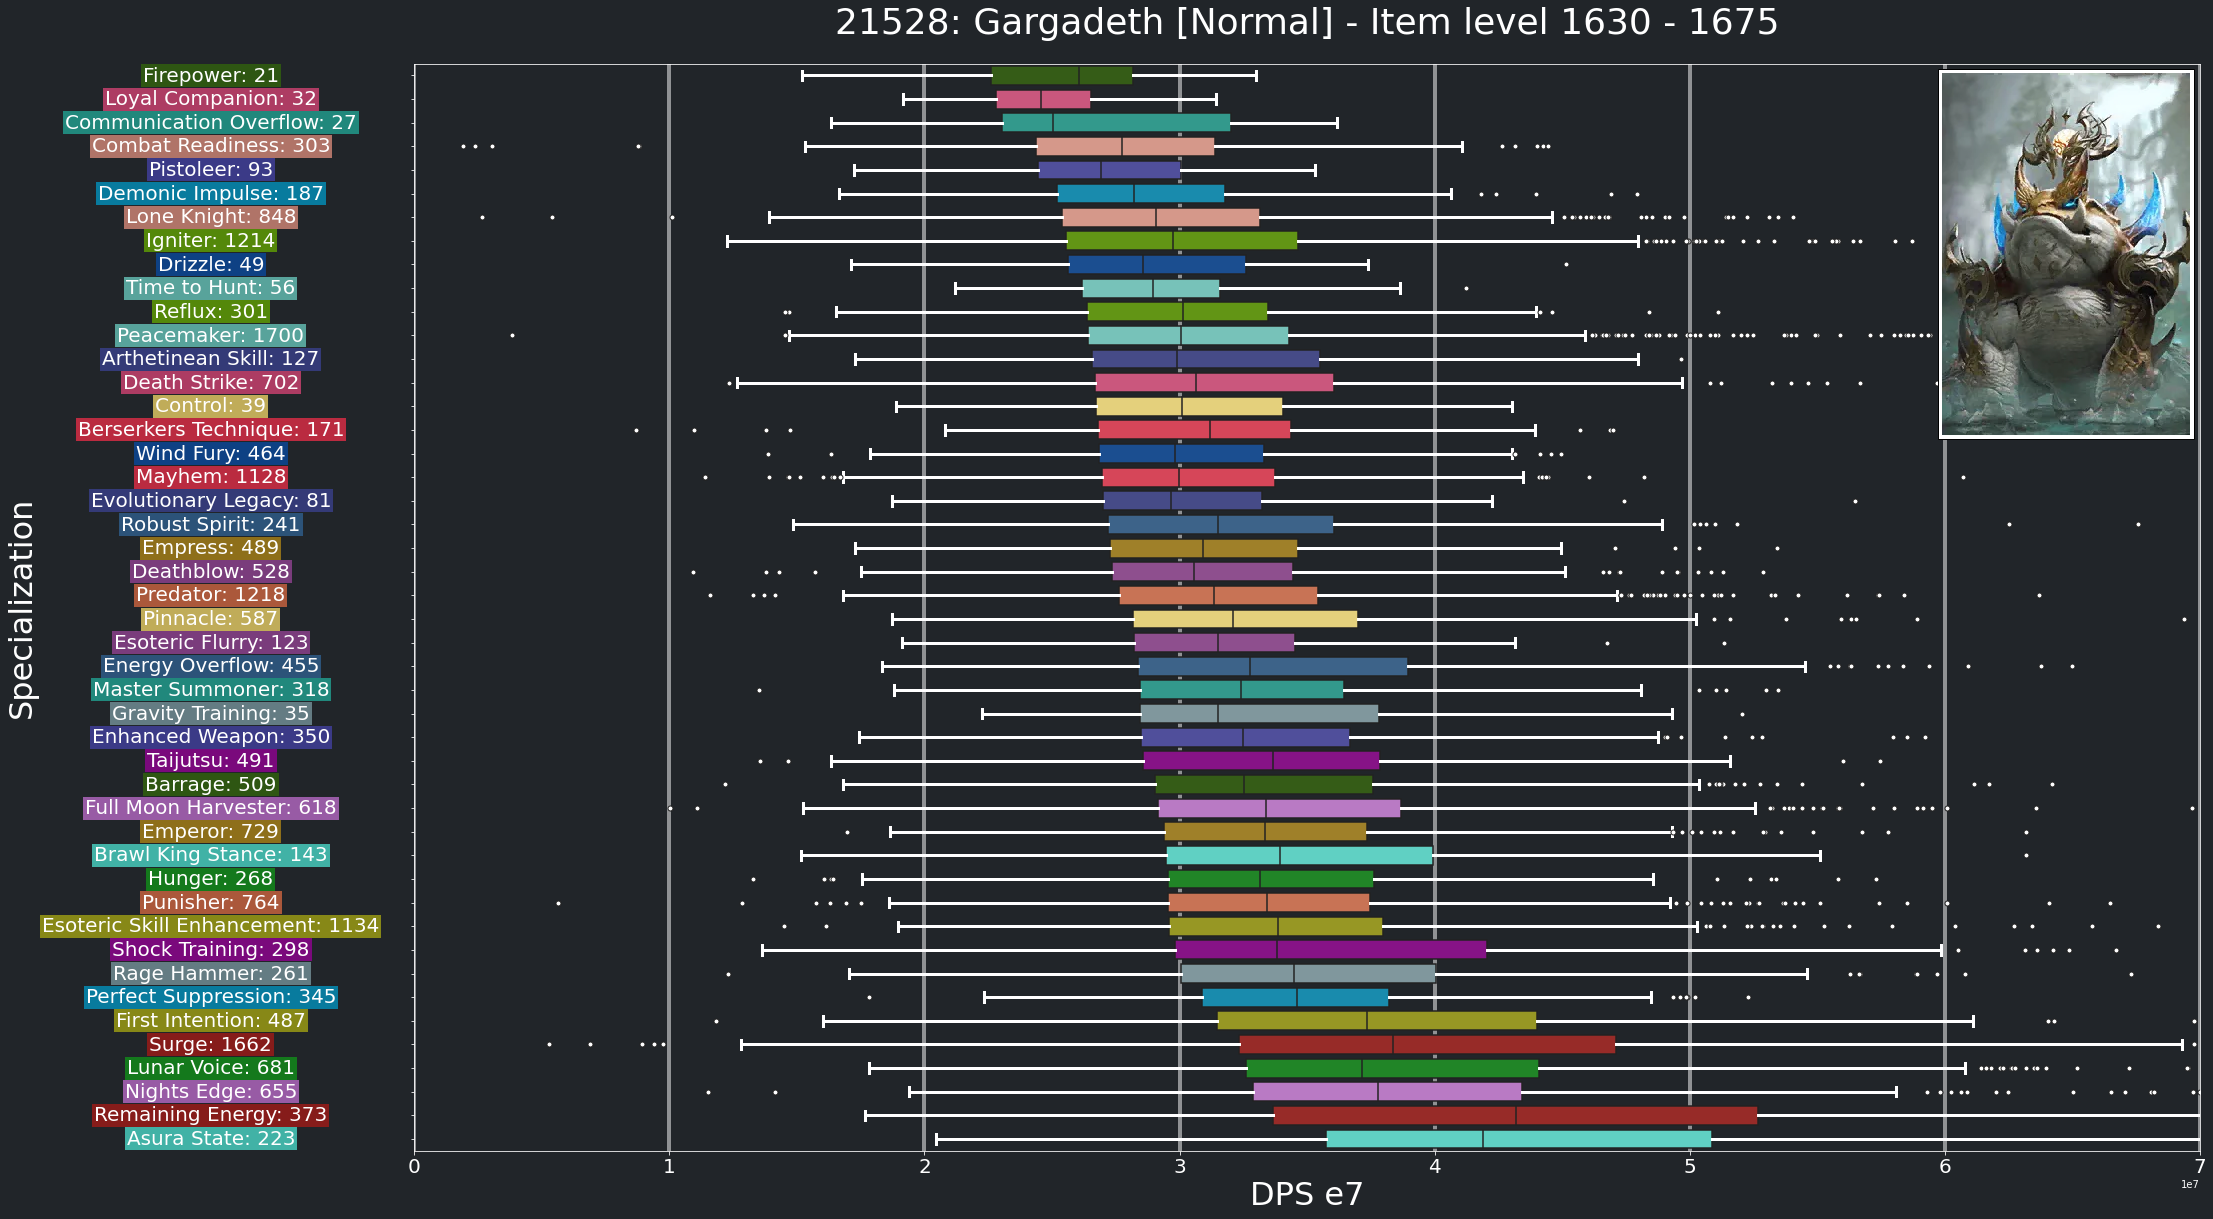 21528: Gargadeth [Normal] - Item level 1630 - 1675
Firepower: 21
Loyal Companion: 32
Communication Overflow: 27
Combat Readiness: 303
Pistoleer: 93
Demonic Impulse: 187
Lone Knight: 848
Igniter: 1214
Drizzle: 49
Time to Hunt: 56
Reflux: 301
Peacemaker: 1700
Arthetinean Skill: 127
Death Strike: 702
Control: 39
Berserkers Technique: 171
Wind Fury: 464
Mayhem: 1128
Evolutionary Legacy: 81
Robust Spirit: 241
Empress: 489
Deathblow: 528
Predator: 1218
Pinnacle: 587
Esoteric Flurry: 123
Energy Overflow: 455
Master Summoner: 318
Gravity Training: 35
Enhanced Weapon: 350
Taijutsu: 491
Barrage: 509
Full Moon Harvester: 618
Emperor: 729
Brawl King Stance: 143
Hunger: 268
Punisher: 764
Esoteric Skill Enhancement: 1134
Shock Training: 298
Rage Hammer: 261
Perfect Suppression: 345
First Intention: 487
Surge: 1662
Lunar Voice: 681
Nights Edge: 655
Remaining Energy: 373
Asura State: 223
Specialization
0 1 2 3 4 5 6 7
1e7
DPS e7